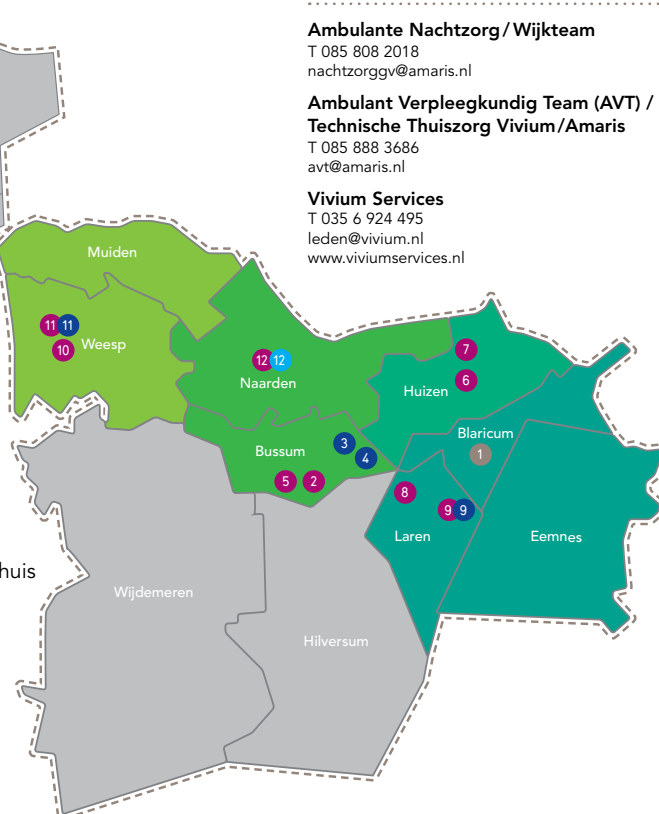 Ambulante Nachtzorg / Wijkteam
T 085 808 2018
nachtzorggv@amaris.nl
Ambulant Verpleegkundig Team (AVT) /
Technische Thuiszorg Vivium/Amaris
T 085 888 3686
avt@amaris.nl
Vivium Services
T 035 6 924 495
leden@vivium.nl
www.viviumservices.nl
Muiden
11 11
Weesp
10
12 12
Naarden
7
6
Huizen
Blaricum
1
Bussum
3
4
5 2
8
9 9
Laren
Eemnes
huis
Wijdemeren
Hilversum